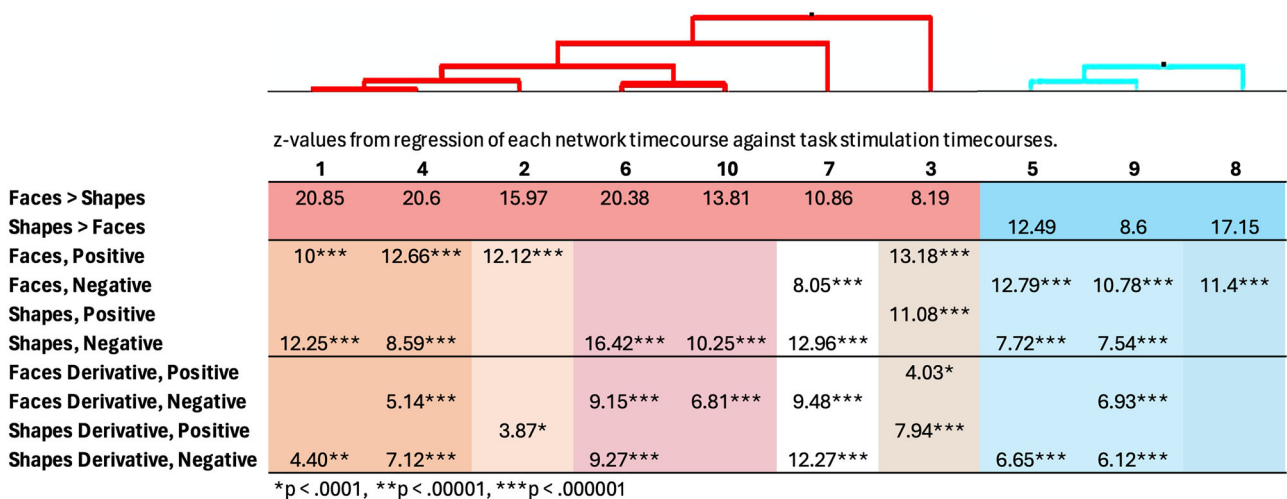 z-values from regression of each network timecourse against task stimulation timecourses.
1 4 2 6 10 7 3 5 9 8
Faces > Shapes 20.85 20.6 15.97 20.38 13.81 10.86 8.19
Shapes > Faces 12.49 8.6 17.15
Faces, Positive 10*** 12.66*** 12.12*** 13.18***
Faces, Negative 8.05*** 12.79*** 10.78*** 11.4***
Shapes, Positive 11.08***
Shapes, Negative 12.25*** 8.59*** 16.42*** 10.25*** 12.96*** 7.72*** 7.54***
Faces Derivative, Positive 4.03*
Faces Derivative, Negative 5.14*** 9.15*** 6.81*** 9.48*** 6.93***
Shapes Derivative, Positive 3.87* 7.94***
Shapes Derivative, Negative 4.40** 7.12*** 9.27*** 12.27*** 6.65*** 6.12***
*p < .0001, **p < .00001, ***p < .000001